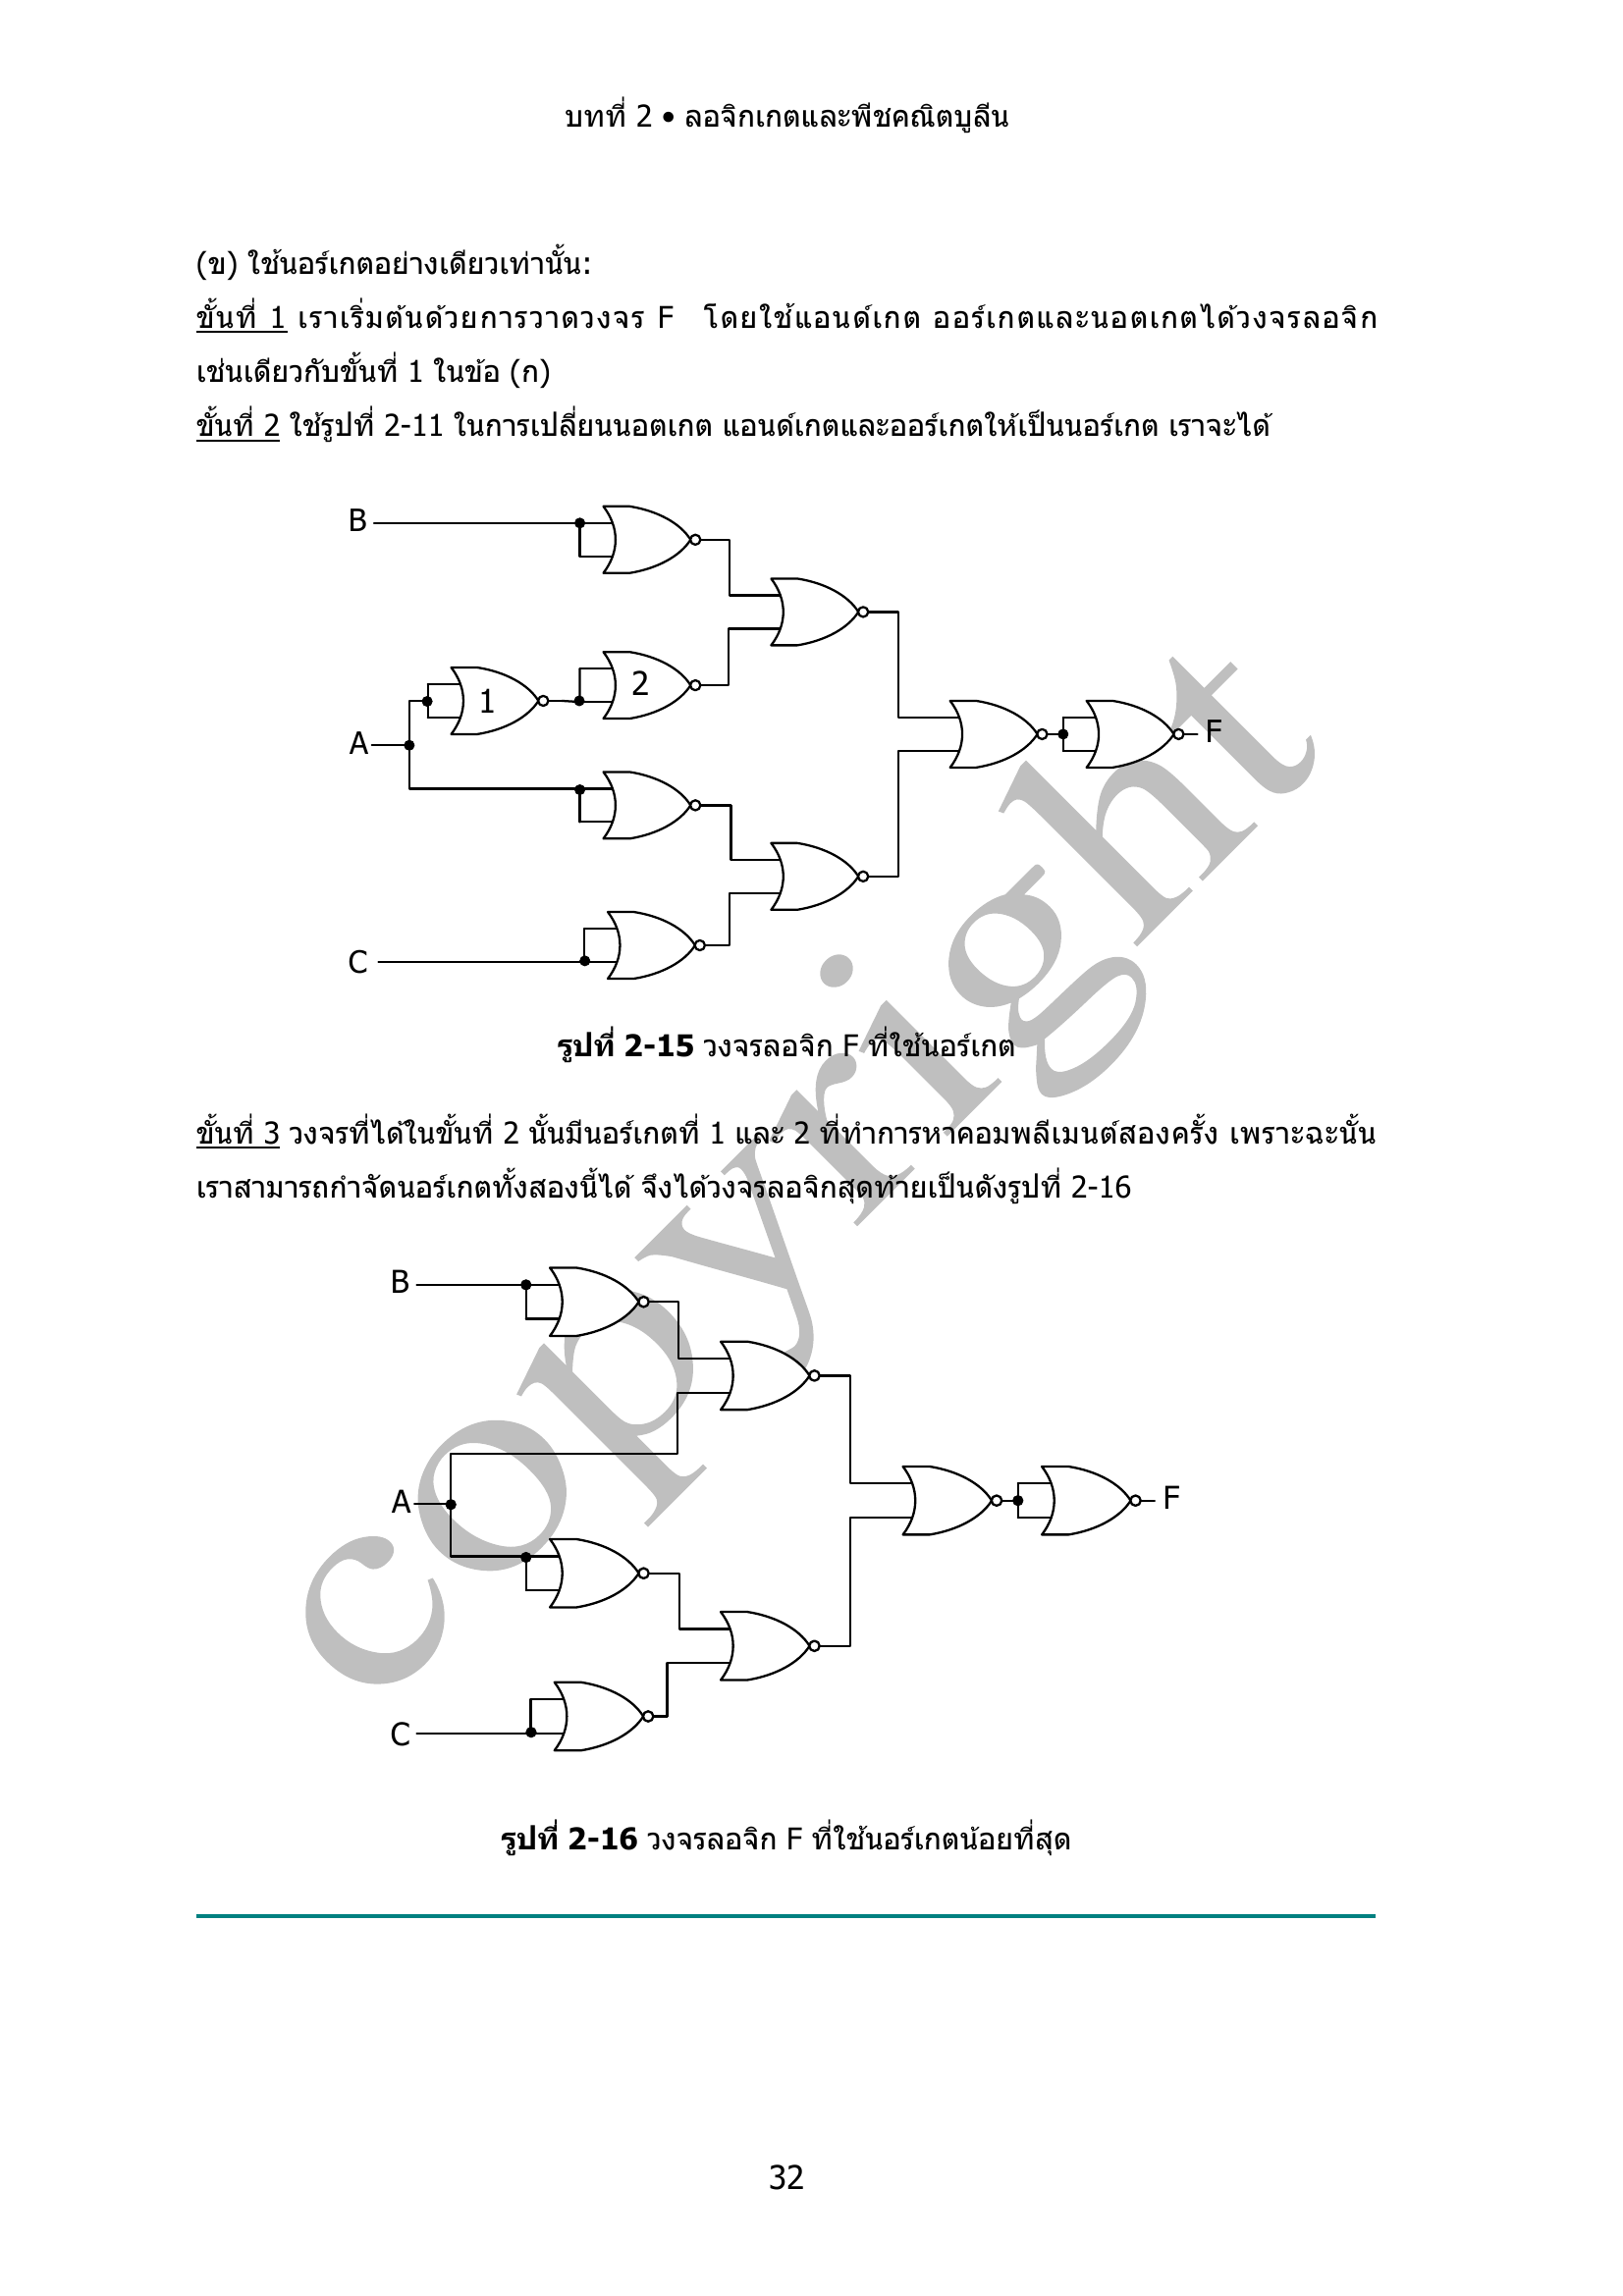 บทที่ 2 • ลอจิกเกตและพีชคณิตบูลีน
(ข) ใช้นอร์เกตอย่างเดียวเท่านั้น:
ขั้นที่ 1 เราเริ่มต้นด้วยการวาดวงจร F โดยใช้แอนด์เกต ออร์เกตและนอตเกตได้วงจรลอจิก
เช่นเดียวกับขั้นที่ 1 ในข้อ (ก)
ขั้นที่ 2 ใช้รูปที่ 2-11 ในการเปลี่ยนนอตเกต แอนด์เกตและออร์เกตให้เป็นนอร์เกต เราจะได้
B
2
1
A
F
C
รูปที่ 2-15 วงจรลอจิก F ที่ใช้นอร์เกต
ขั้นที่ 3 วงจรที่ได้ในขั้นที่ 2 นั้นมีนอร์เกตที่ 1 และ 2 ที่ทำการหาคอมพลีเมนต์สองครั้ง เพราะฉะนั้น
เราสามารถกำจัดนอร์เกตทั้งสองนี้ได้ จึงได้วงจรลอจิกสุดท้ายเป็นดังรูปที่ 2-16
B
A
F
C
รูปที่ 2-16 วงจรลอจิก F ที่ใช้นอร์เกตน้อยที่สุด
32
copyright